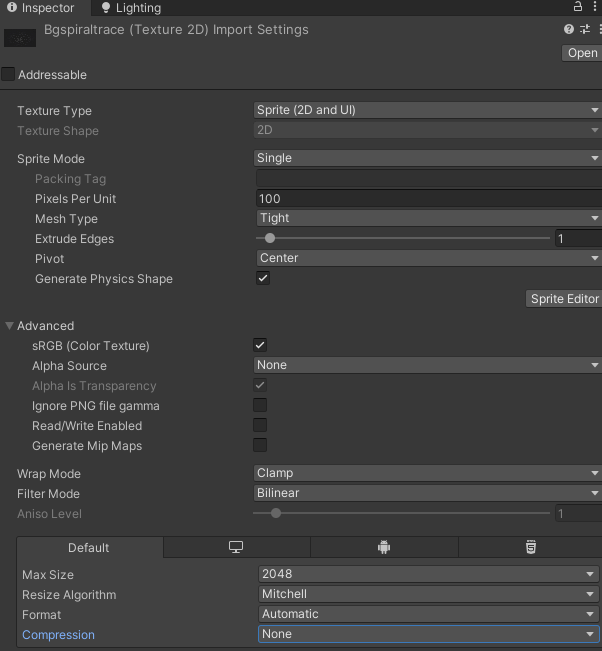 Inspector Lighting
Bgspiraltrace (Texture 2D) Import Settings
Open
Addressable
Texture Type Sprite (2D and UI)
Texture Shape 2D
Sprite Mode Single
Packing Tag
Pixels Per Unit 100
Mesh Type Tight
Extrude Edges 1
Pivot Center
Generate Physics Shape
Sprite Editor
Advanced
sRGB (Color Texture)
Alpha Source None
Alpha Is Transparency
Ignore PNG file gamma
Read/Write Enabled
Generate Mip Maps
Wrap Mode Clamp
Filter Mode Bilinear
Aniso Level 1
Default
Max Size 2048
Resize Algorithm Mitchell
Format Automatic
Compression None